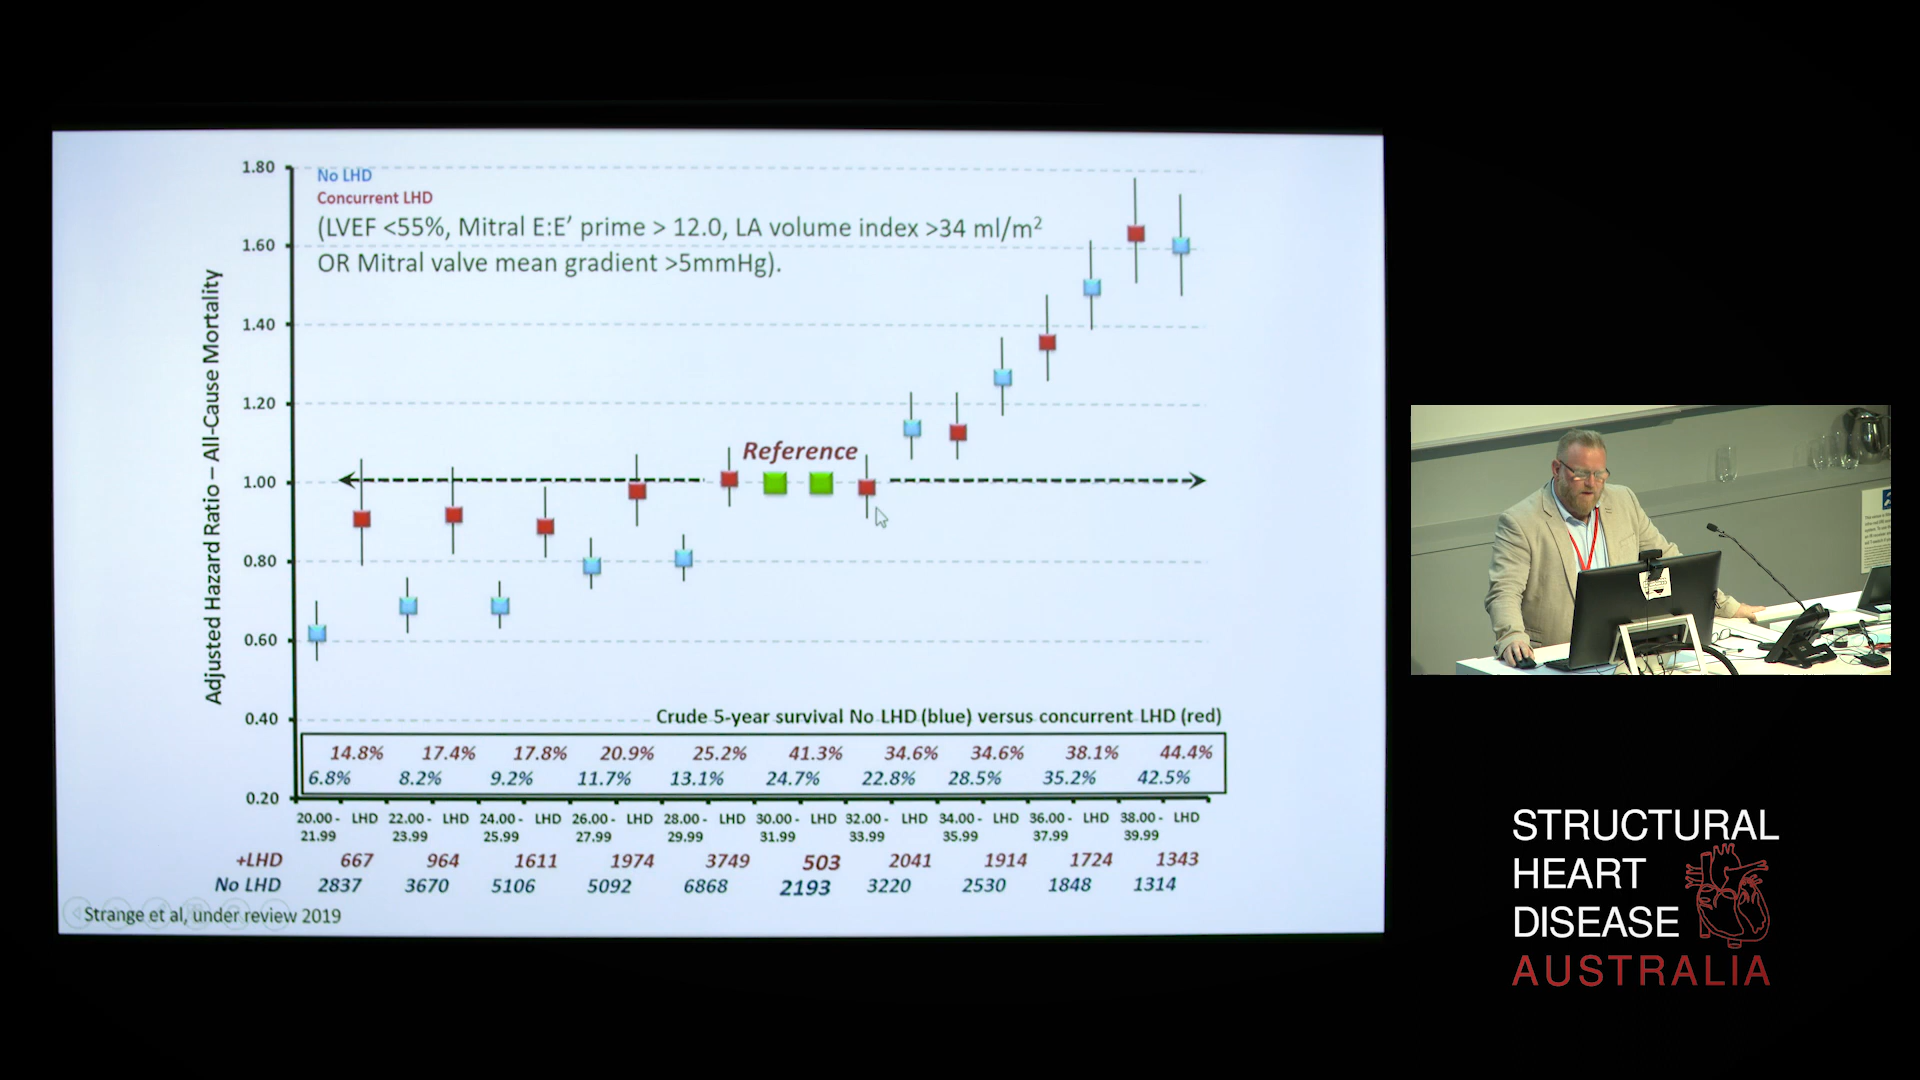 1.80
1.60
1.40
1.20
1.00
0.80
0.60
0.40
0.20
Adjusted Hazard Ratio – All-Cause Mortality
No LHD
Concurrent LHD
(LVEF <55%, Mitral E:E’ prime > 12.0, LA volume index >34 ml/m²
OR Mitral valve mean gradient >5mmHg).
Reference
Crude 5-year survival No LHD (blue) versus concurrent LHD (red)
14.8% 17.4% 17.8% 20.9% 25.2% 41.3% 34.6% 34.6% 38.1% 44.4%
6.8% 8.2% 9.2% 11.7% 13.1% 24.7% 22.8% 28.5% 35.2% 42.5%
20.00 - LHD 22.00 - LHD 24.00 - LHD 26.00 - LHD 28.00 - LHD 30.00 - LHD 32.00 - LHD 34.00 - LHD 36.00 - LHD 38.00 - LHD
21.99 23.99 25.99 27.99 29.99 31.99 33.99 35.99 37.99 39.99
+LHD 667 964 1611 1974 3749 503 2041 1914 1724 1343
No LHD 2837 3670 5106 5092 6868 2193 3220 2530 1848 1314
Strange et al, under review 2019
STRUCTURAL
HEART
DISEASE
AUSTRALIA